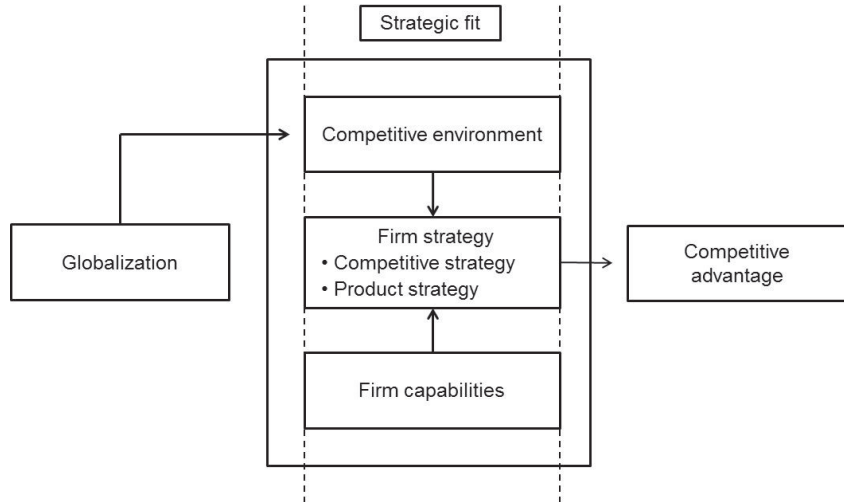 Strategic fit
Competitive environment
Globalization
Firm strategy
• Competitive strategy
• Product strategy
Competitive
advantage
Firm capabilities